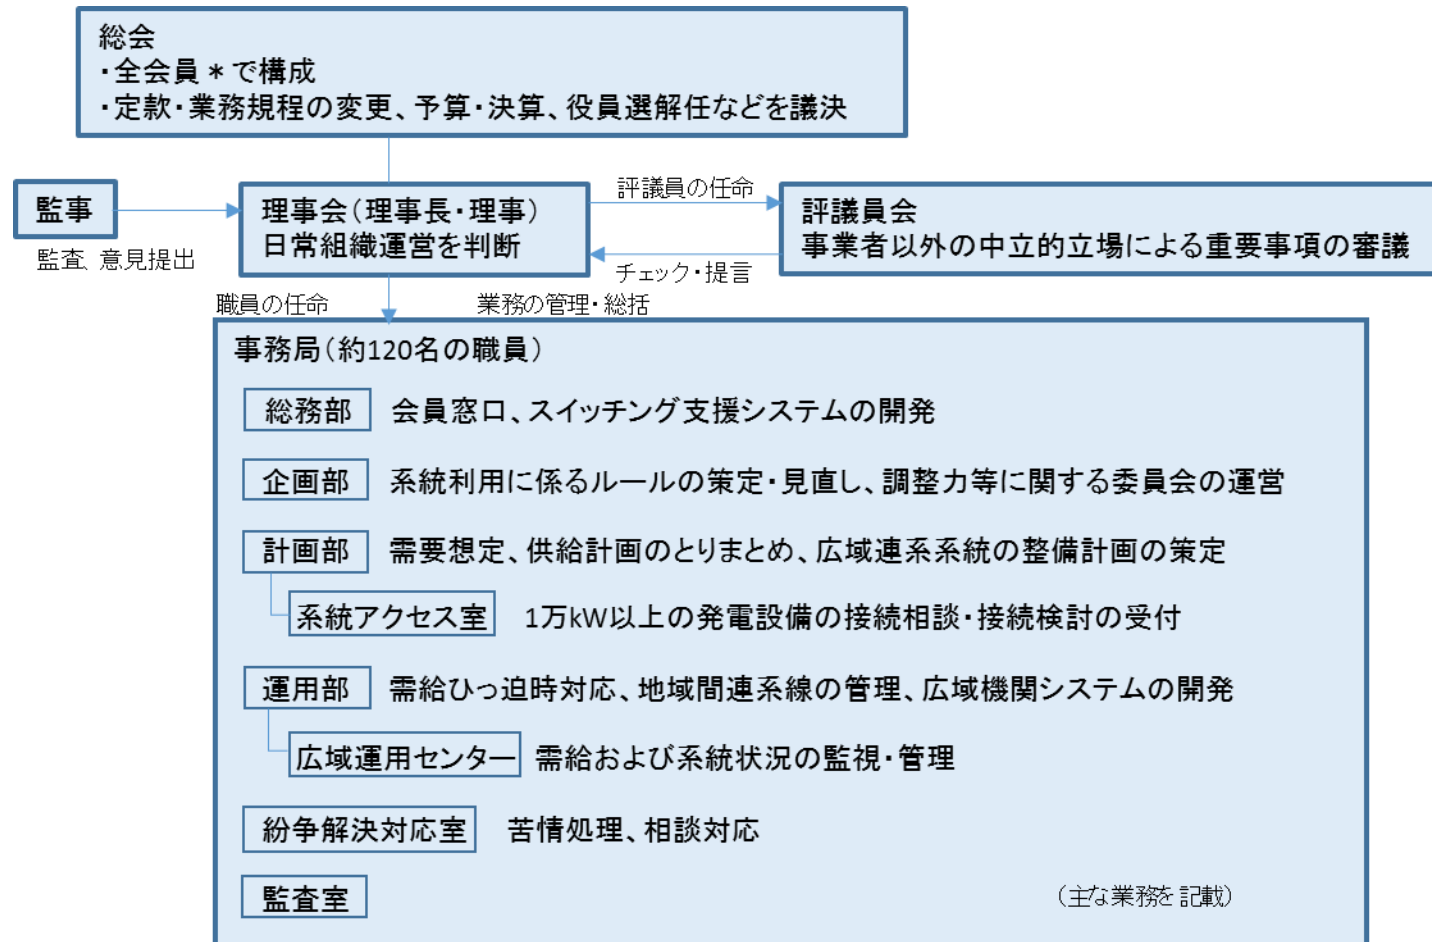 総会
・全会員＊で構成
・定款・業務規程の変更、予算・決算、役員選解任などを議決
監事
監査、意見提出
理事会（理事長・理事）
日常組織運営を判断
評議員の任命
チェック・提言
評議員会
事業者以外の中立的立場による重要事項の審議
職員の任命
業務の管理・総括
事務局（約120名の職員）
総務部 会員窓口、スイッチング支援システムの開発
企画部 系統利用に係るルールの策定・見直し、調整力等に関する委員会の運営
計画部 需要想定、供給計画のとりまとめ、広域連系系統の整備計画の策定
系統アクセス室 1万kW以上の発電設備の接続相談・接続検討の受付
運用部 需給ひっ迫時対応、地域間連系線の管理、広域機関システムの開発
広域運用センター 需給および系統状況の監視・管理
紛争解決対応室 苦情処理、相談対応
監査室
（主な業務を記載）